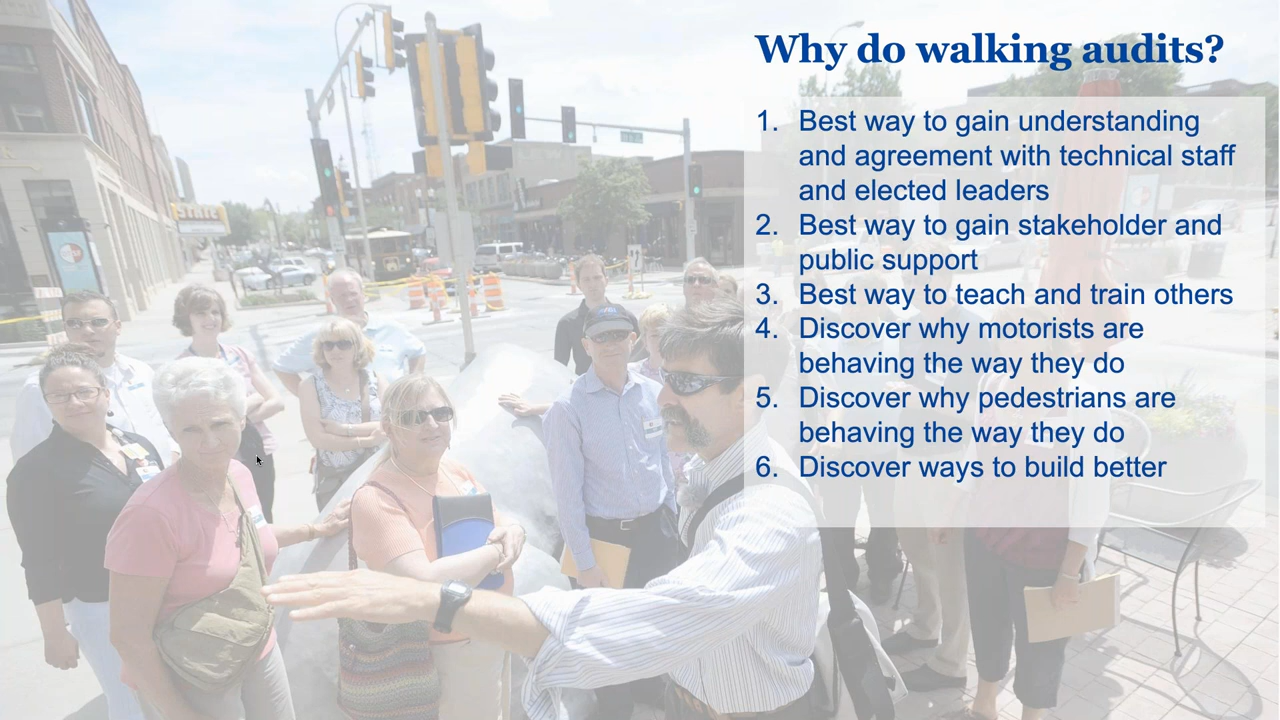 Why do walking audits?
1. Best way to gain understanding
and agreement with technical staff
and elected leaders
2. Best way to gain stakeholder and
public support
3. Best way to teach and train others
4. Discover why motorists are
behaving the way they do
5. Discover why pedestrians are
behaving the way they do
6. Discover ways to build better
STATE